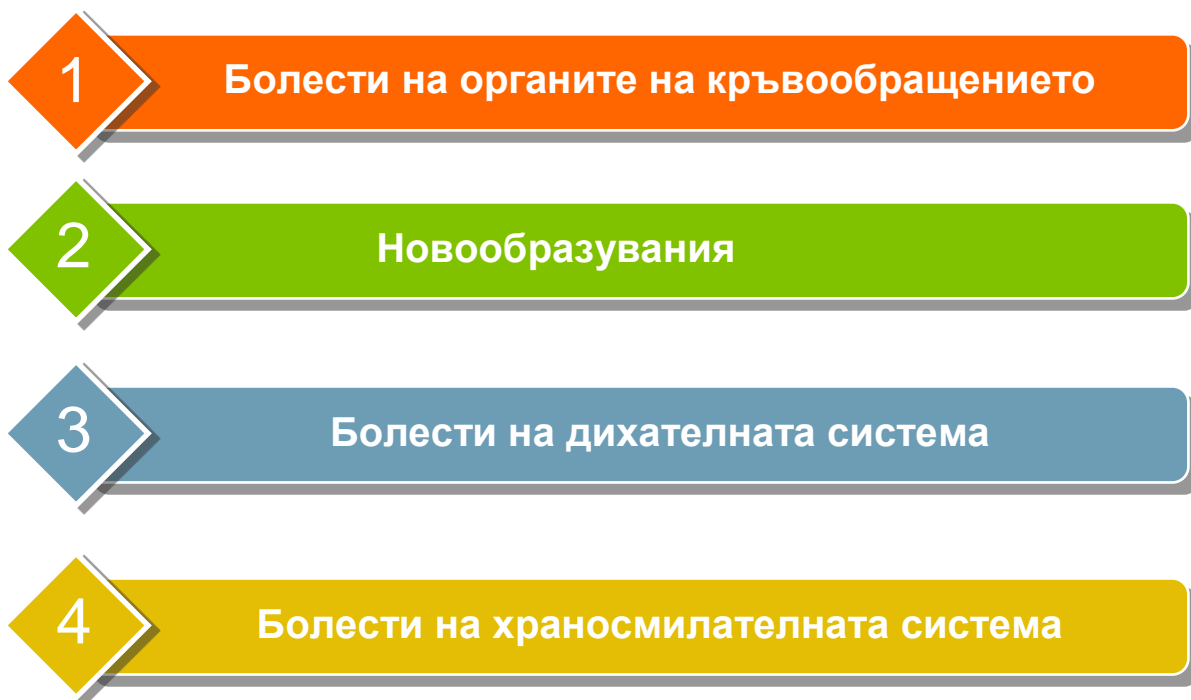 1
Болести на органите на кръвообращението
2
Новообразувания
3
Болести на дихателната система
4
Болести на храносмилателната система